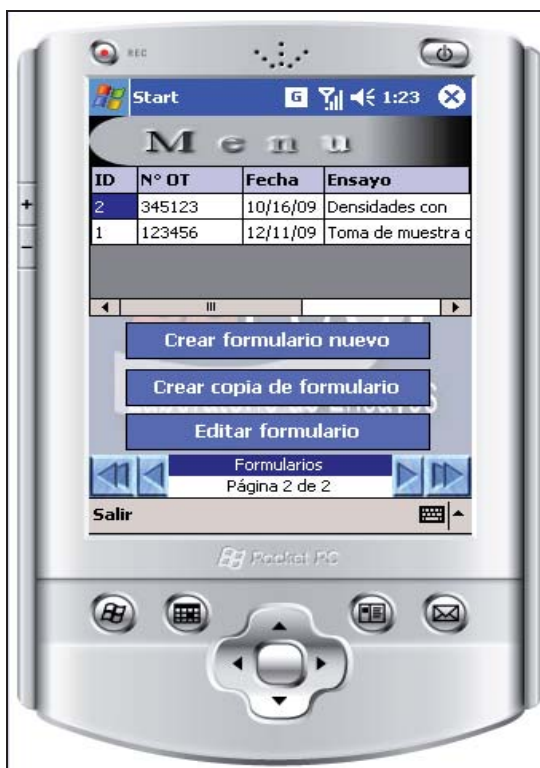 REC
Start G 1:23
Menu
ID N° OT Fecha Ensayo
2 345123 10/16/09 Densidades con
1 123456 12/11/09 Toma de muestra d
Crear formulario nuevo
Crear copia de formulario
Editar formulario
Formularios
Página 2 de 2
Salir
Pocket PC